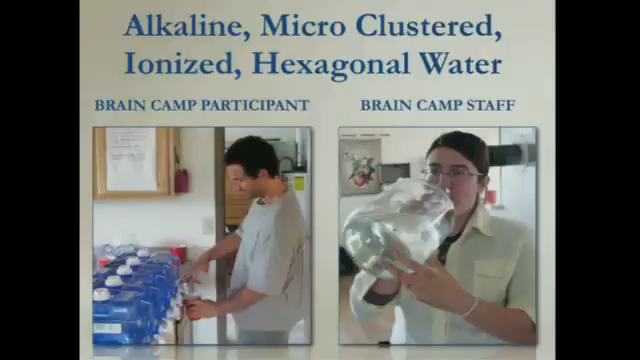 Alkaline, Micro Clustered,
Ionized, Hexagonal Water
BRAIN CAMP PARTICIPANT
BRAIN CAMP STAFF